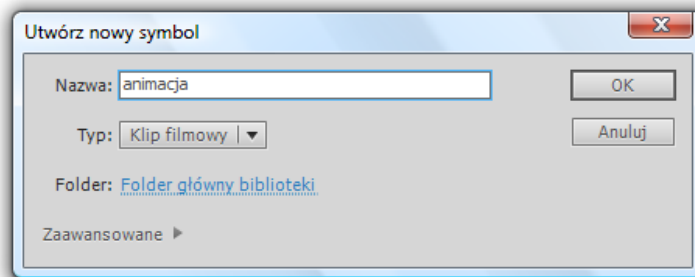 Utwórz nowy symbol
Nazwa: animacja
OK
Typ: Klip filmowy
Anuluj
Folder: Folder główny biblioteki
Zaawansowane